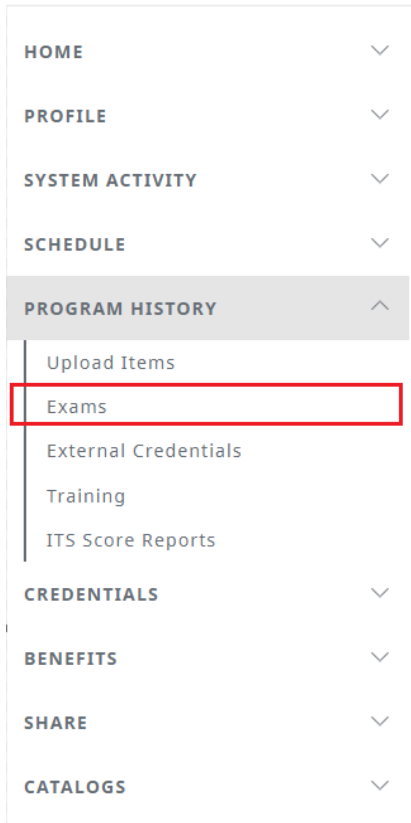 HOME
PROFILE
SYSTEM ACTIVITY
SCHEDULE
PROGRAM HISTORY
Upload Items
Exams
External Credentials
Training
ITS Score Reports
CREDENTIALS
BENEFITS
SHARE
CATALOGS